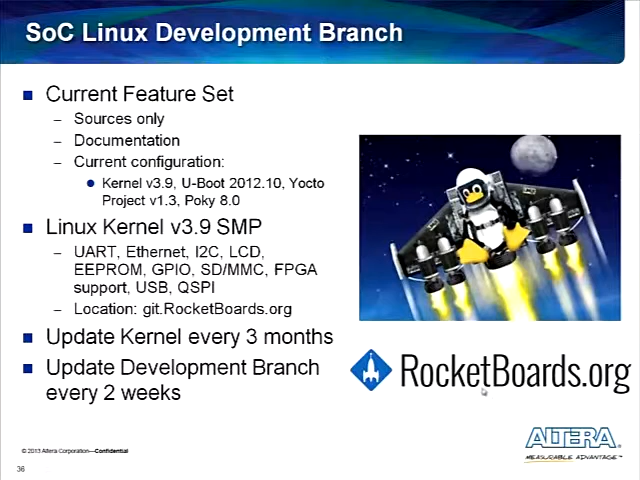 SoC Linux Development Branch
Current Feature Set
– Sources only
– Documentation
– Current configuration:
Kernel v3.9, U-Boot 2012.10, Yocto
Project v1.3, Poky 8.0
Linux Kernel v3.9 SMP
– UART, Ethernet, I2C, LCD,
EEPROM, GPIO, SD/MMC, FPGA
support, USB, QSPI
– Location: git.RocketBoards.org
Update Kernel every 3 months
Update Development Branch
every 2 weeks
RocketBoards.org
© 2013 Altera Corporation—Confidential
ALTERA®
MEASURABLE ADVANTAGE™
36